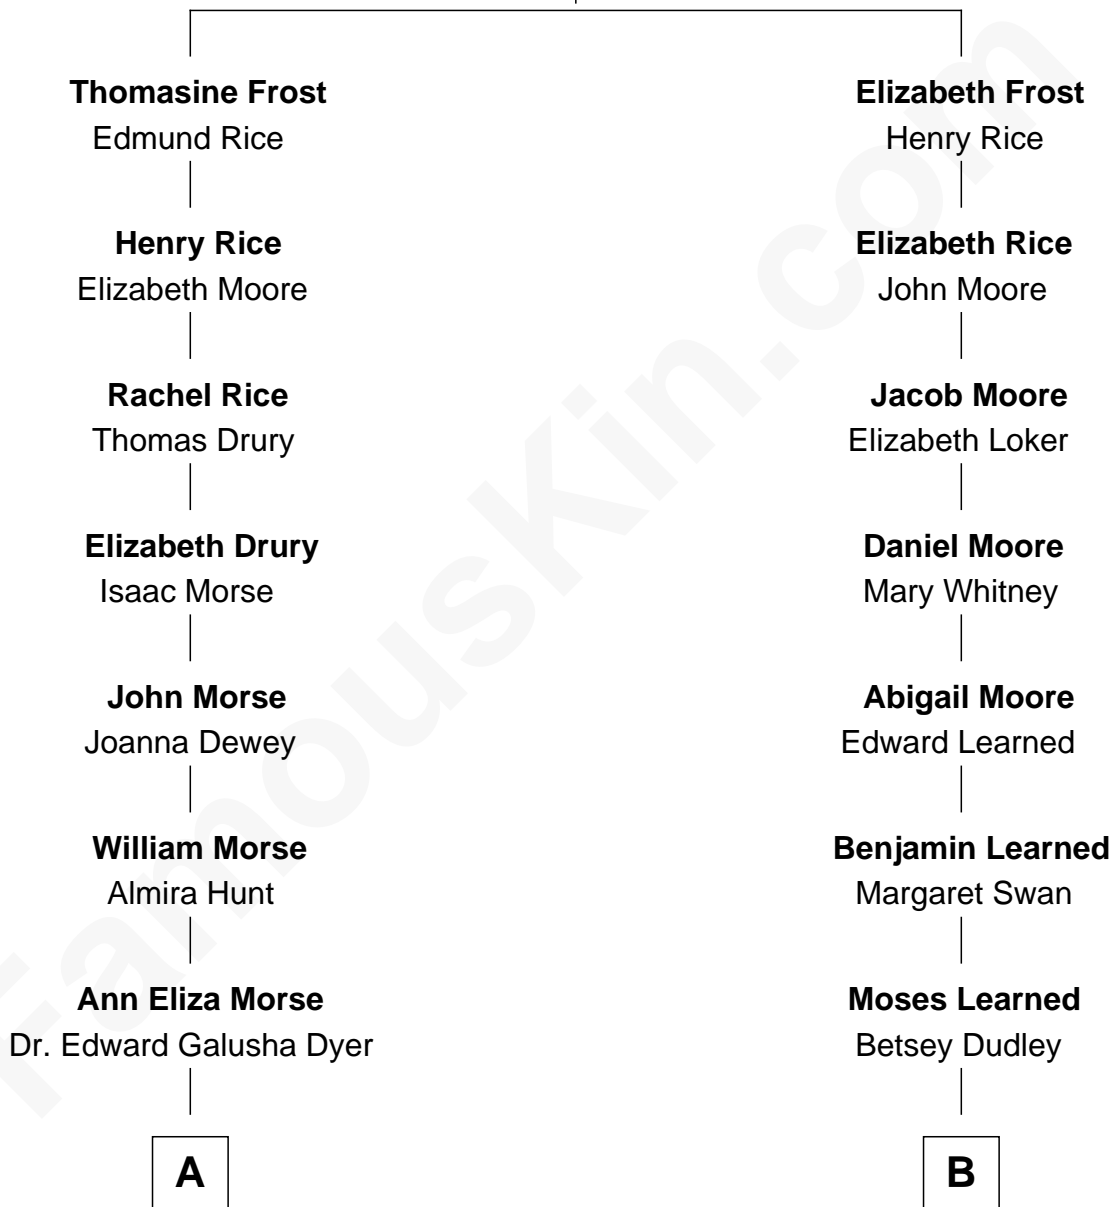 Thomasine Frost
Edmund Rice
Henry Rice
Elizabeth Moore
Rachel Rice
Thomas Drury
Elizabeth Drury
Isaac Morse
John Morse
Joanna Dewey
William Morse
Almira Hunt
Ann Eliza Morse
Dr. Edward Galusha Dyer
A
Elizabeth Frost
Henry Rice
Elizabeth Rice
John Moore
Jacob Moore
Elizabeth Loker
Daniel Moore
Mary Whitney
Abigail Moore
Edward Learned
Benjamin Learned
Margaret Swan
Moses Learned
Betsey Dudley
B
FamousKin.com